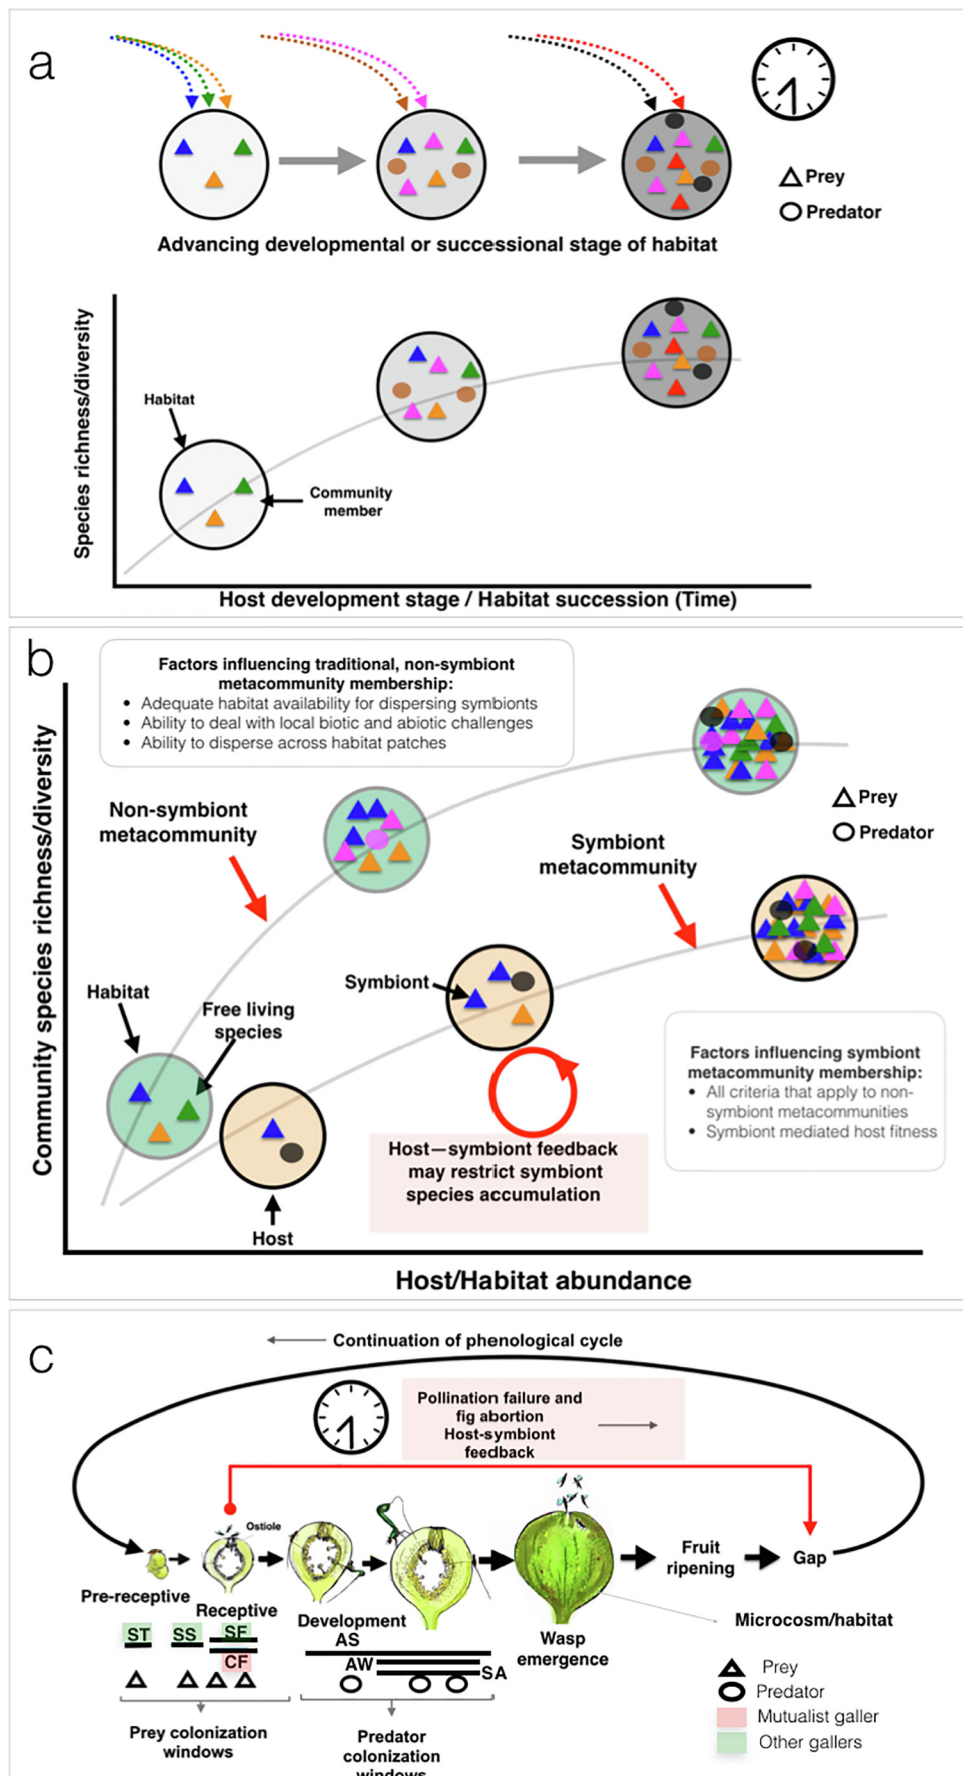 a
Prey
Predator
Advancing developmental or successional stage of habitat
Species richness/diversity
Habitat
Community
member
Host development stage / Habitat succession (Time)
b
Factors influencing traditional, non-symbiont
metacommunity membership:
• Adequate habitat availability for dispersing symbionts
• Ability to deal with local biotic and abiotic challenges
• Ability to disperse across habitat patches
Community species richness/diversity
Non-symbiont
metacommunity
Prey
Predator
Symbiont
metacommunity
Symbiont
Habitat
Free living
species
Factors influencing symbiont
metacommunity membership:
• All criteria that apply to non-
symbiont metacommunities
• Symbiont mediated host fitness
Host—symbiont feedback
may restrict symbiont
species accumulation
Host
Host/Habitat abundance
c
Continuation of phenological cycle
Pollination failure and
fig abortion
Host-symbiont
feedback
Ostiole
Pre-receptive
Receptive
Development
Wasp
emergence
Fruit
ripening
Gap
Microcosm/habitat
ST
SS
SF
CF
AS
AW
SA
Prey
Predator
Mutualist galler
Other gallers
Prey colonization
windows
Predator
colonization
windows